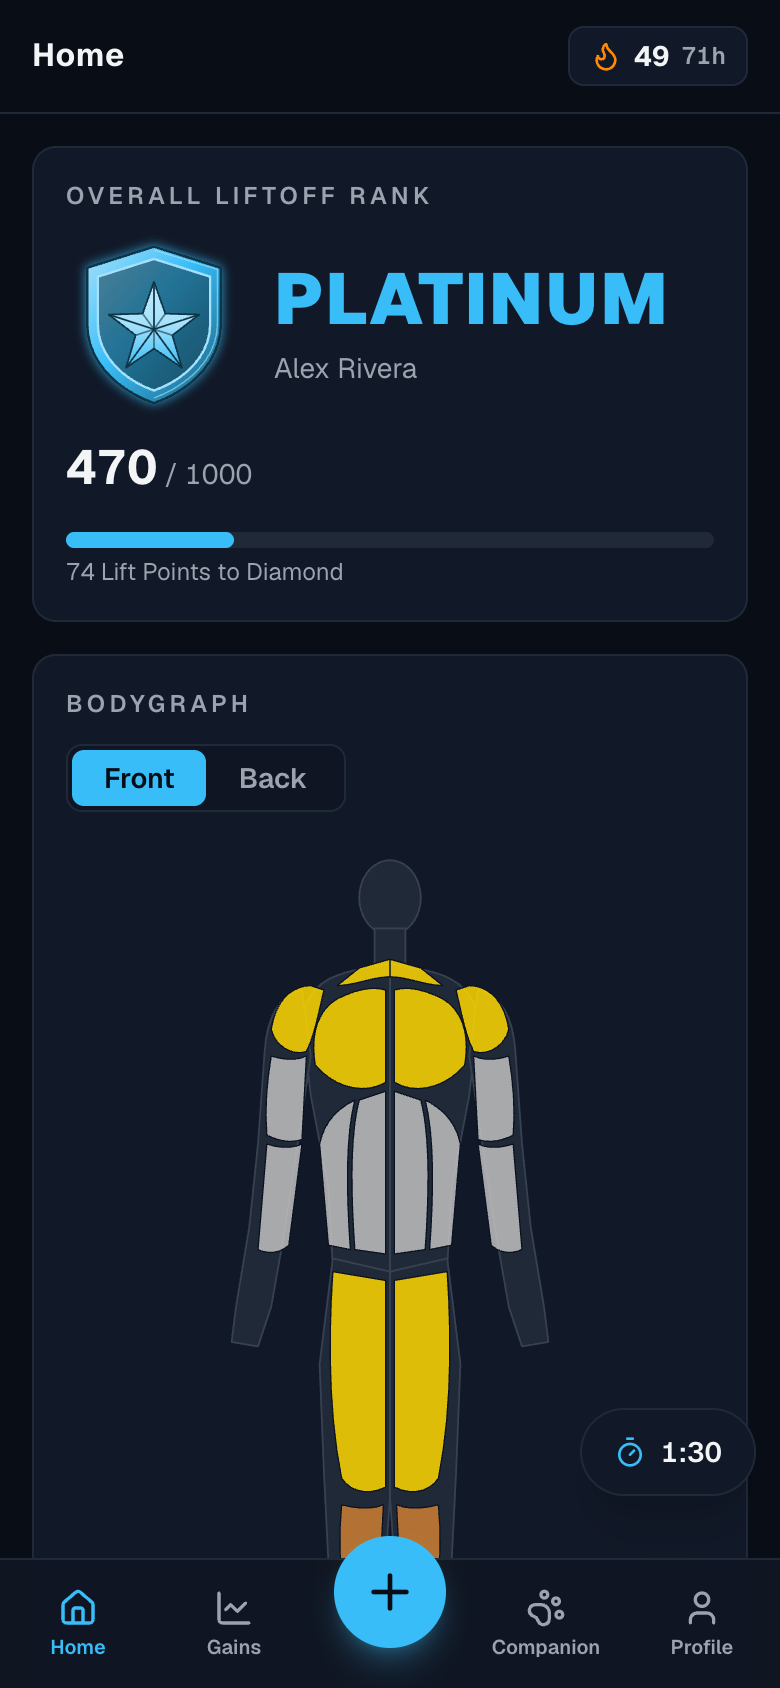 Home
49 71h
OVERALL LIFTOFF RANK
PLATINUM
Alex Rivera
470 / 1000
74 Lift Points to Diamond
BODYGRAPH
Front Back
1:30
Home Gains Companion Profile